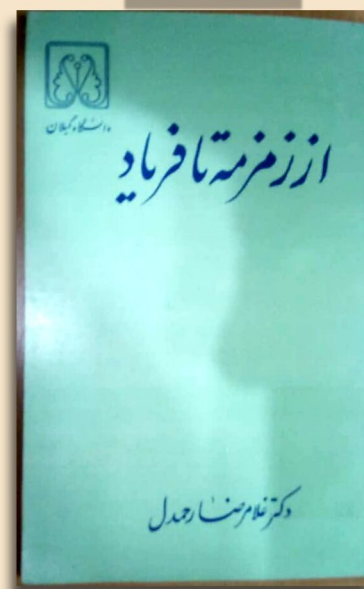 دانشگاه گیلان
از زمزمه تا فریاد
دکتر غلامرضا رحمدل